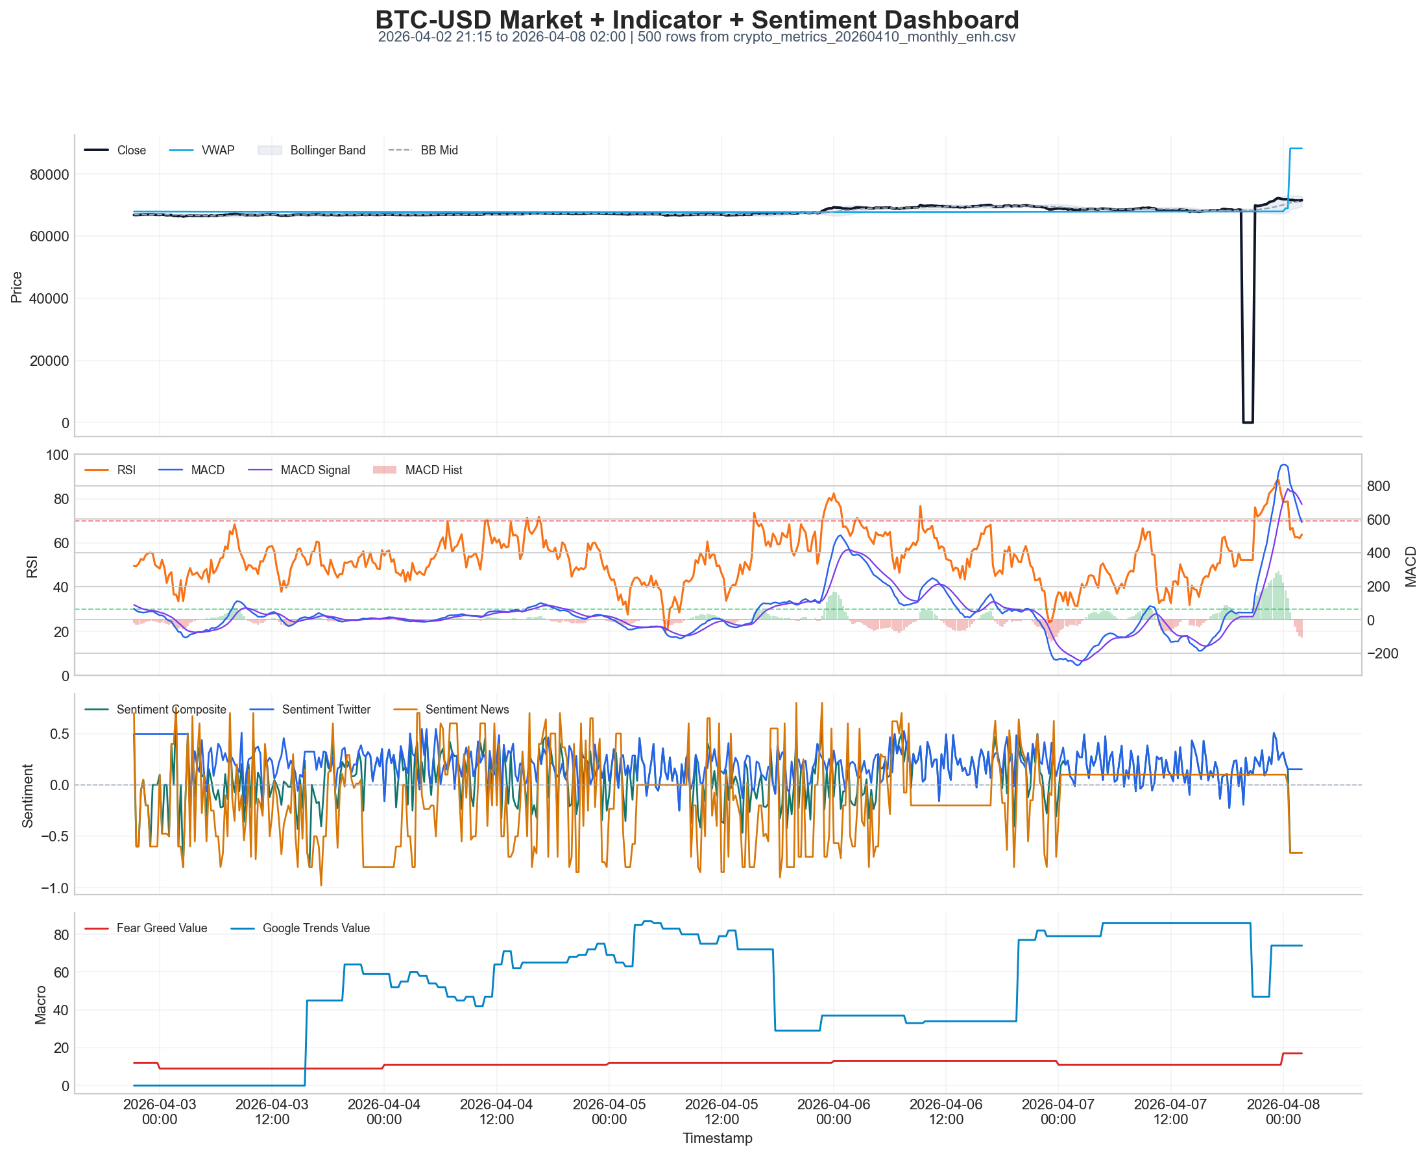 BTC-USD Market + Indicator + Sentiment Dashboard
2026-04-02 21:15 to 2026-04-08 02:00 | 500 rows from crypto_metrics_20260410_monthly_enh.csv
Close VWAP Bollinger Band BB Mid
80000
60000
40000
20000
0
Price
RSI MACD MACD Signal MACD Hist
100
80
60
40
20
0
RSI
800
600
400
200
0
−200
MACD
Sentiment Composite Sentiment Twitter Sentiment News
0.5
0.0
−0.5
−1.0
Sentiment
Fear Greed Value Google Trends Value
80
60
40
20
0
Macro
2026-04-03 2026-04-03 2026-04-04 2026-04-04 2026-04-05 2026-04-05 2026-04-06 2026-04-06 2026-04-07 2026-04-07 2026-04-08
00:00 12:00 00:00 12:00 00:00 12:00 00:00 12:00 00:00 12:00 00:00
Timestamp